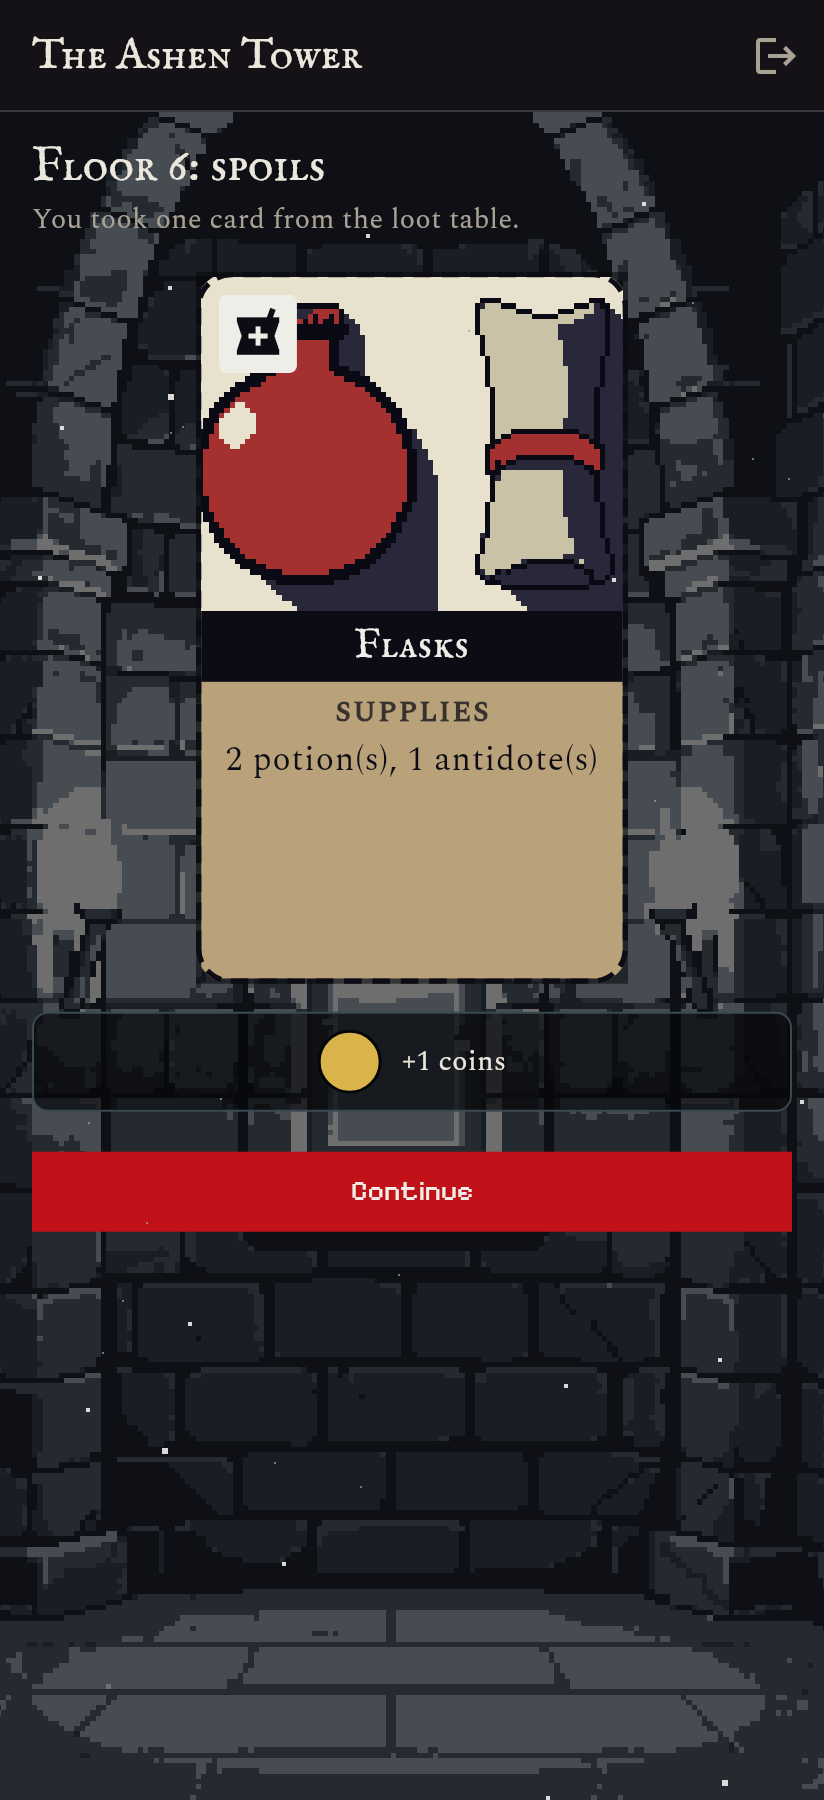 The Ashen Tower
Floor 6: spoils
You took one card from the loot table.
Flasks
SUPPLIES
2 potion(s), 1 antidote(s)
+1 coins
Continue